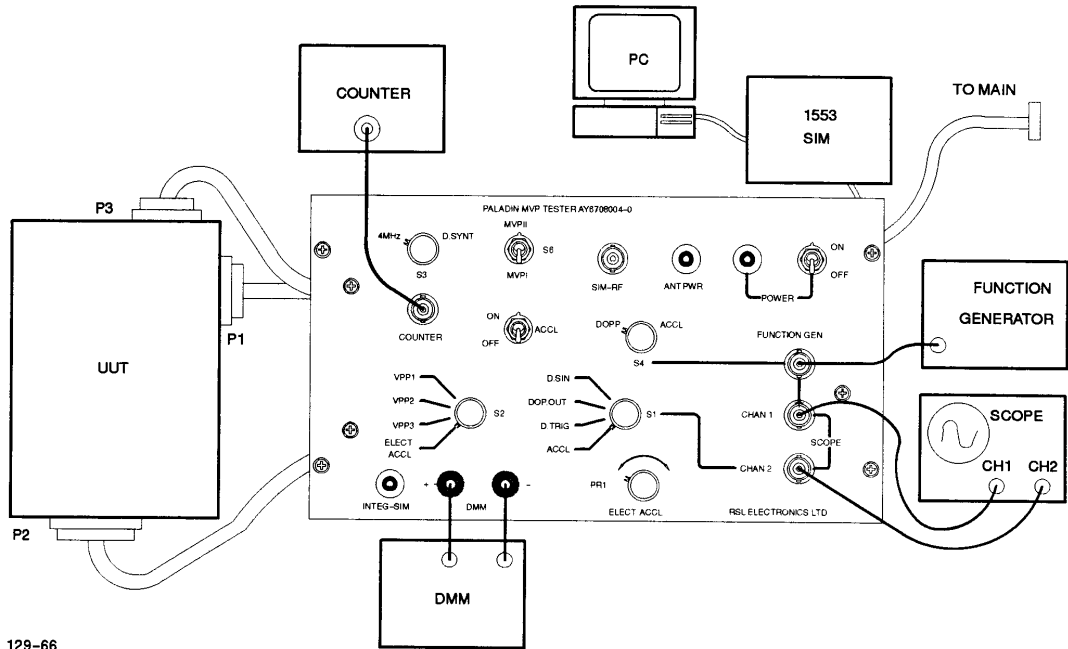 PC
COUNTER
1553
SIM
TO MAIN
P3
PALADIN MVP TESTER AY6708004-0
4MHz
D.SYNT
S3
MVPII
S6
MVPI
SIM-RF
ANT PWR
POWER
ON
OFF
P1
UUT
COUNTER
ON
OFF
ACCL
DOPP
ACCL
S4
FUNCTION GEN
FUNCTION
GENERATOR
VPP1
VPP2
VPP3
ELECT
ACCL
S2
D.SIN
DOP.OUT
D.TRIG
ACCL
S1
CHAN 1
SCOPE
CHAN 2
SCOPE
CH1
CH2
INTEG-SIM
+
DMM
-
PR1
ELECT ACCL
RSL ELECTRONICS LTD
P2
DMM
129-66